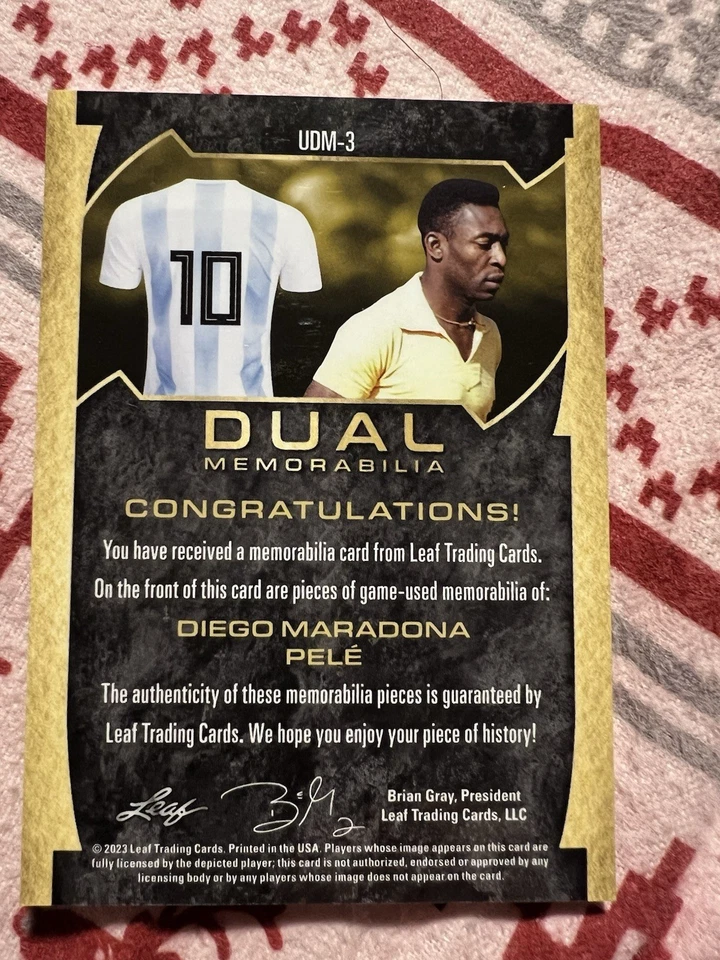 UDM-3
10
DUAL
MEMORABILIA
CONGRATULATIONS!
You have received a memorabilia card from Leaf Trading Cards.
On the front of this card are pieces of game-used memorabilia of:
DIEGO MARADONA
PELÉ
The authenticity of these memorabilia pieces is guaranteed by
Leaf Trading Cards. We hope you enjoy your piece of history!
Leaf
Brian Gray, President
Leaf Trading Cards, LLC
© 2023 Leaf Trading Cards. Printed in the USA. Players whose image appears on this card are
fully licensed by the depicted player; this card is not authorized, endorsed or approved by any
licensing body or by any players whose image does not appear on the card.